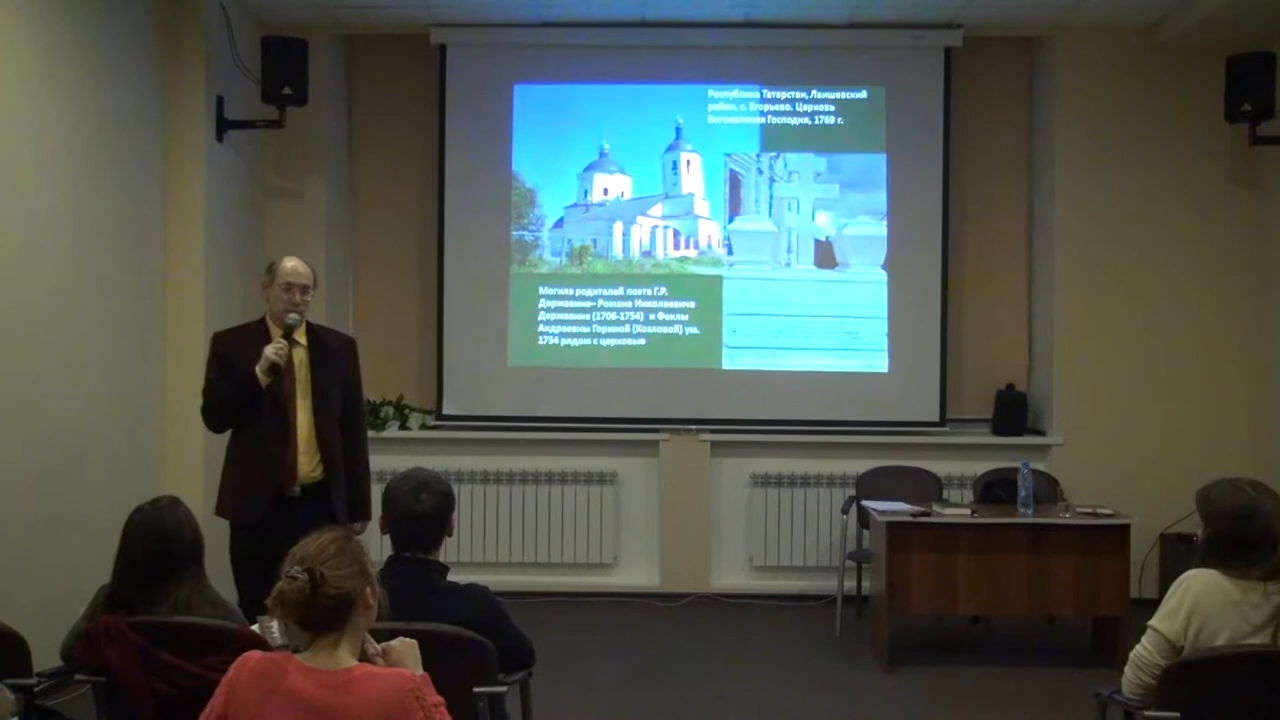 Республика Татарстан, Лаишевский
район, с. Егорьево. Церковь
Богоявления Господня, 1769 г.
Могила родителей поэта Г.Р.
Державина– Романа Николаевича
Державина (1706-1754) и Феклы
Андреевны Гориной (Козловой) ум.
1754 рядом с церковью